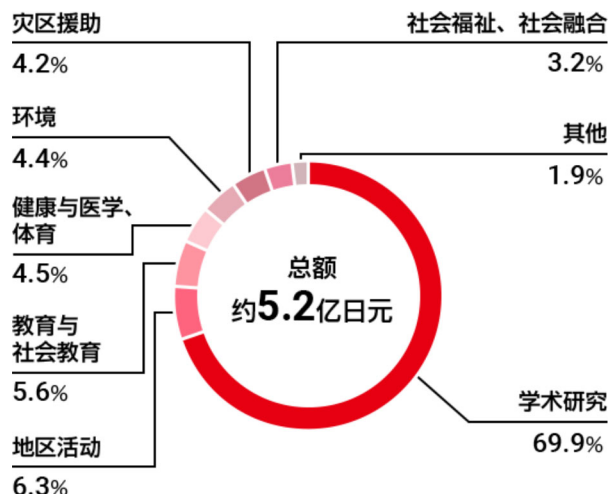 灾区援助
4.2%
社会福祉、社会融合
3.2%
环境
4.4%
其他
1.9%
健康与医学、
体育
4.5%
总额
约5.2亿日元
教育与
社会教育
5.6%
学术研究
69.9%
地区活动
6.3%